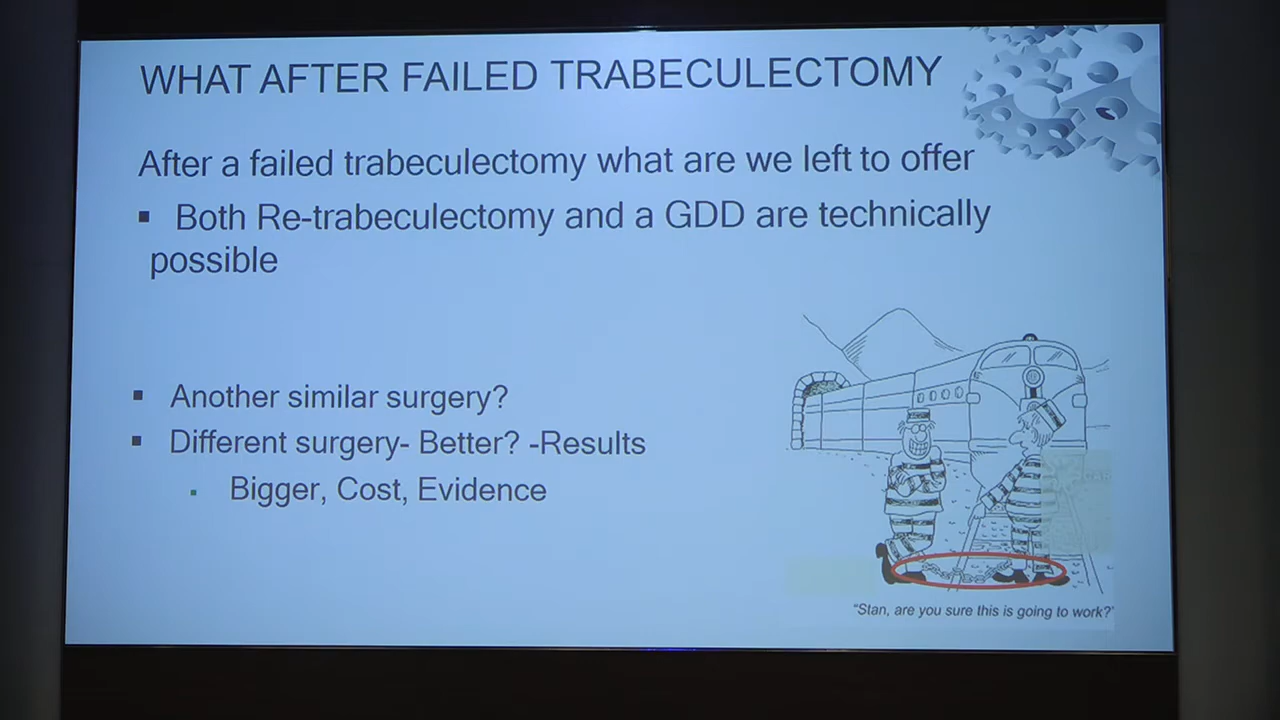 WHAT AFTER FAILED TRABECULECTOMY
After a failed trabeculectomy what are we left to offer
▪ Both Re-trabeculectomy and a GDD are technically
possible
▪ Another similar surgery?
▪ Different surgery- Better? -Results
▪ Bigger, Cost, Evidence
"Stan, are you sure this is going to work?"